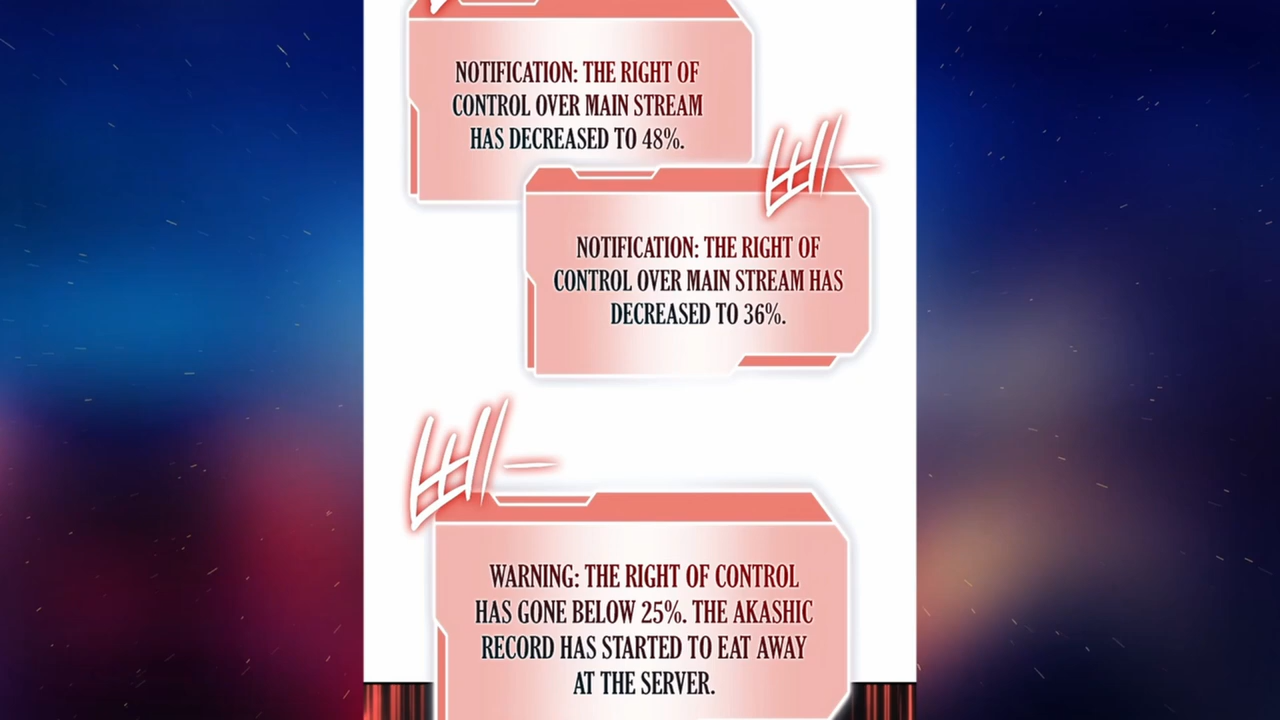 NOTIFICATION: THE RIGHT OF
CONTROL OVER MAIN STREAM
HAS DECREASED TO 48%.
NOTIFICATION: THE RIGHT OF
CONTROL OVER MAIN STREAM HAS
DECREASED TO 36%.
WARNING: THE RIGHT OF CONTROL
HAS GONE BELOW 25%. THE AKASHIC
RECORD HAS STARTED TO EAT AWAY
AT THE SERVER.